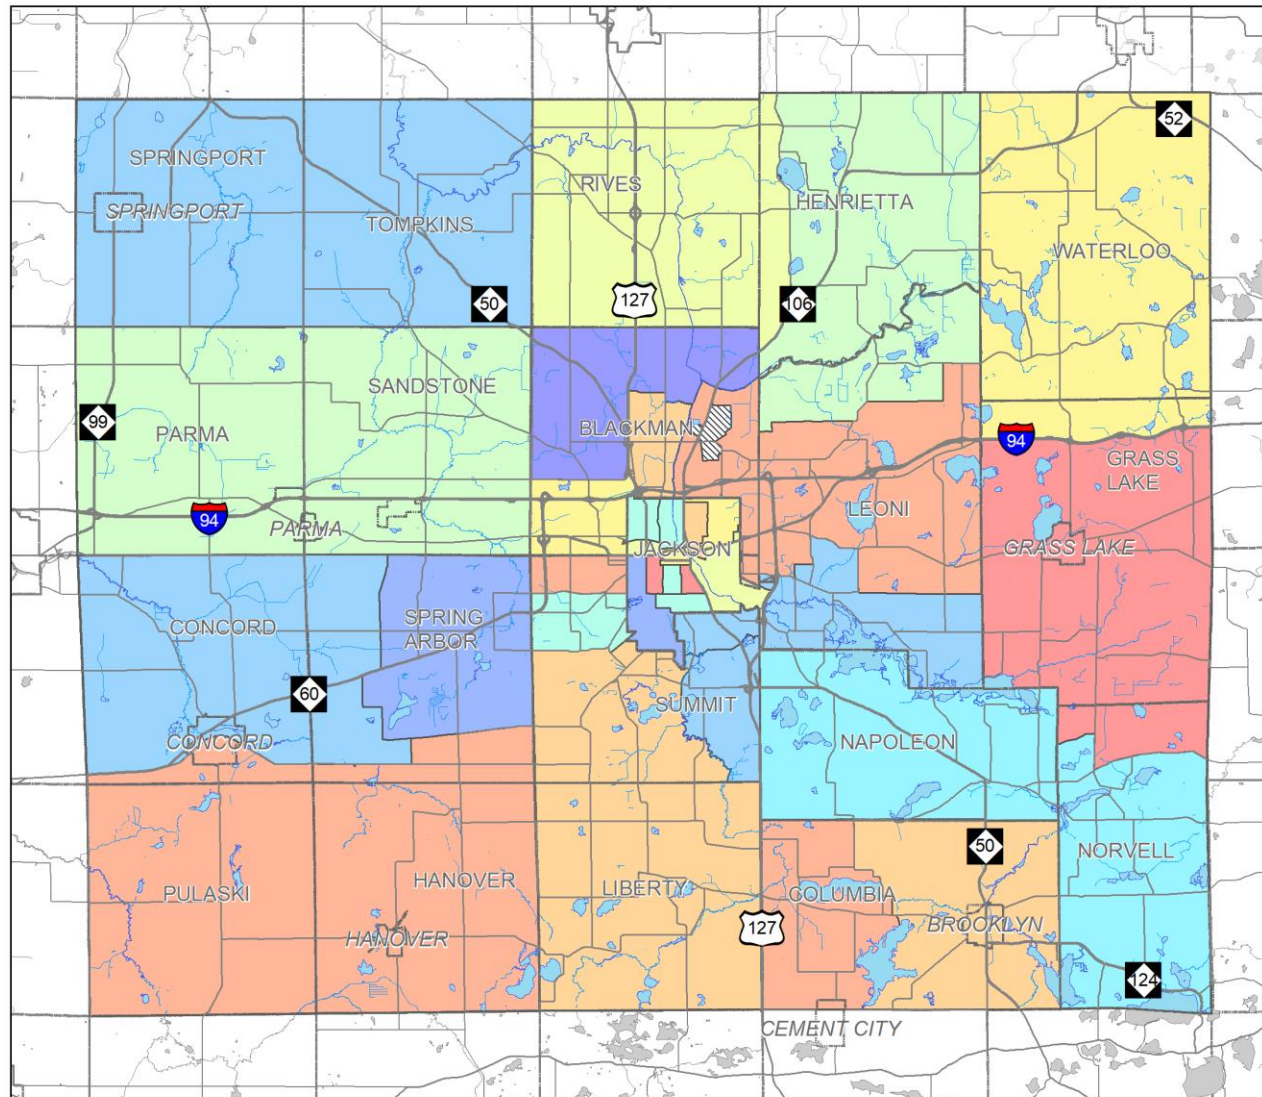 52
SPRINGPORT
RIVES
SPRINGPORT
HENRIETTA
TOMPKINS
WATERLOO
50
127
106
SANDSTONE
99
PARMA
BLACKMAN
94
GRASS
LAKE
LEONI
94
PARMA
JACKSON
GRASS LAKE
CONCORD
SPRING
ARBOR
60
SUMMIT
CONCORD
NAPOLEON
50
NORVELL
PULASKI
HANOVER
LIBERTY
COLUMBIA
127
BROOKLYN
HANOVER
124
CEMENT CITY